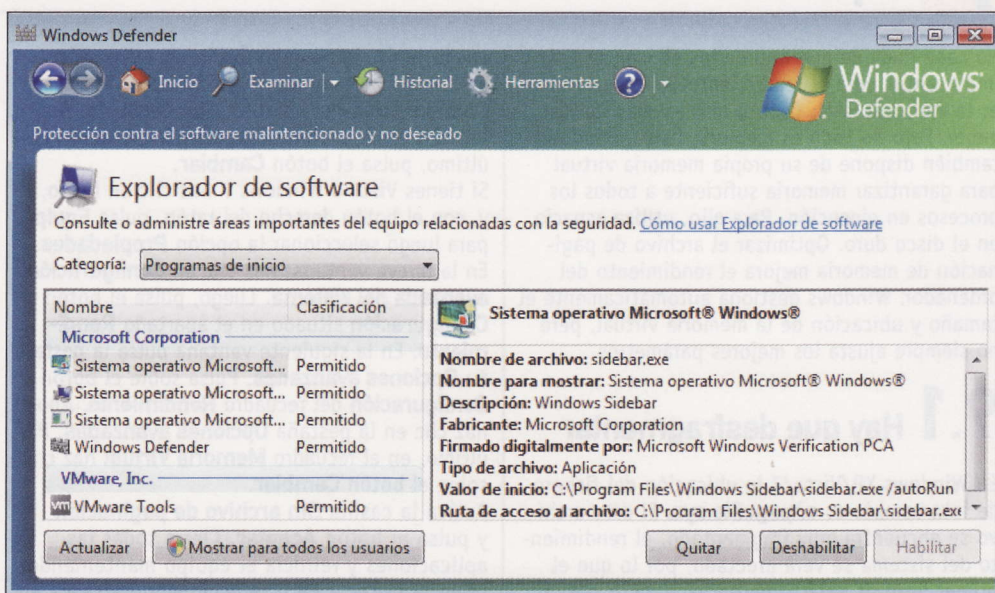 Windows Defender
Inicio Examinar Historial Herramientas ?
Windows Defender
Protección contra el software malintencionado y no deseado
Explorador de software
Consulte o administre áreas importantes del equipo relacionadas con la seguridad. Cómo usar Explorador de software
Categoría: Programas de inicio
Nombre Clasificación
Microsoft Corporation
Sistema operativo Microsoft... Permitido
Sistema operativo Microsoft... Permitido
Sistema operativo Microsoft... Permitido
Windows Defender Permitido
VMware, Inc.
VMware Tools Permitido
Sistema operativo Microsoft® Windows®
Nombre de archivo: sidebar.exe
Nombre para mostrar: Sistema operativo Microsoft® Windows®
Descripción: Windows Sidebar
Fabricante: Microsoft Corporation
Firmado digitalmente por: Microsoft Windows Verification PCA
Tipo de archivo: Aplicación
Valor de inicio: C:\Program Files\Windows Sidebar\sidebar.exe /autoRun
Ruta de acceso al archivo: C:\Program Files\Windows Sidebar\sidebar.exe
Actualizar Mostrar para todos los usuarios Quitar Deshabilitar Habilitar